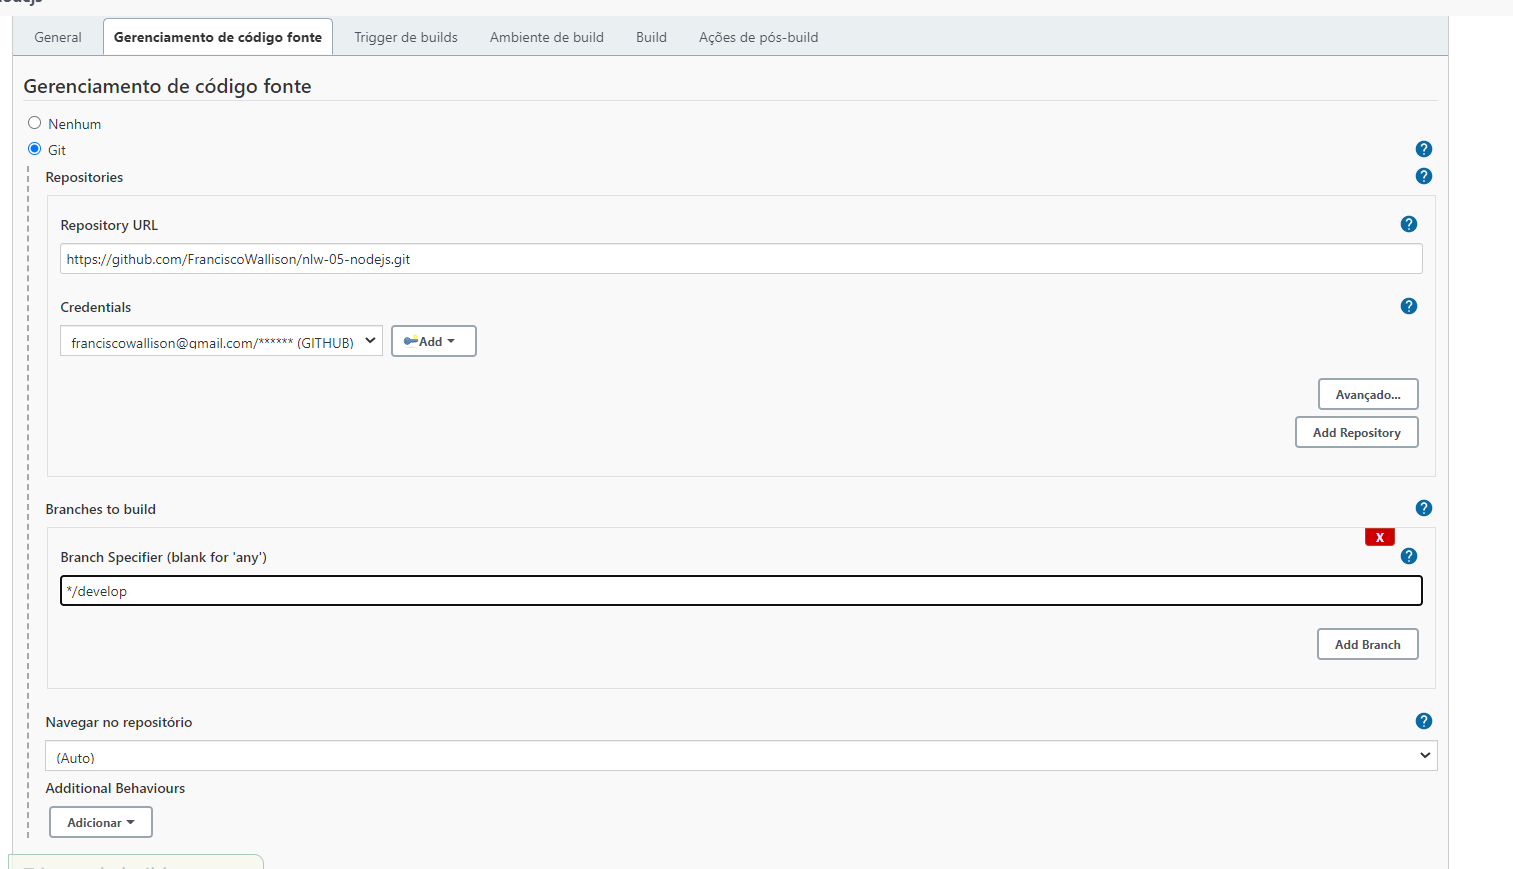 General Gerenciamento de código fonte Trigger de builds Ambiente de build Build Ações de pós-build
Gerenciamento de código fonte
Nenhum
Git
Repositories
Repository URL
https://github.com/FranciscoWallison/nlw-05-nodejs.git
Credentials
franciscowallison@gmail.com/****** (GITHUB) Add
Avançado...
Add Repository
Branches to build
X
Branch Specifier (blank for 'any')
*/develop
Add Branch
Navegar no repositório
(Auto)
Additional Behaviours
Adicionar